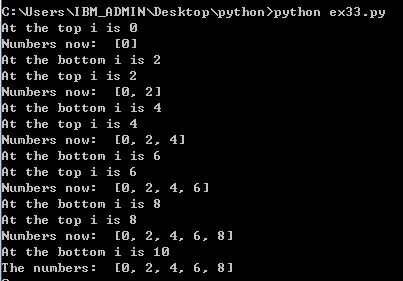 C:\Users\IBM_ADMIN\Desktop\python>python ex33.py
At the top i is 0
Numbers now:  [0]
At the bottom i is 2
At the top i is 2
Numbers now:  [0, 2]
At the bottom i is 4
At the top i is 4
Numbers now:  [0, 2, 4]
At the bottom i is 6
At the top i is 6
Numbers now:  [0, 2, 4, 6]
At the bottom i is 8
At the top i is 8
Numbers now:  [0, 2, 4, 6, 8]
At the bottom i is 10
The numbers:  [0, 2, 4, 6, 8]